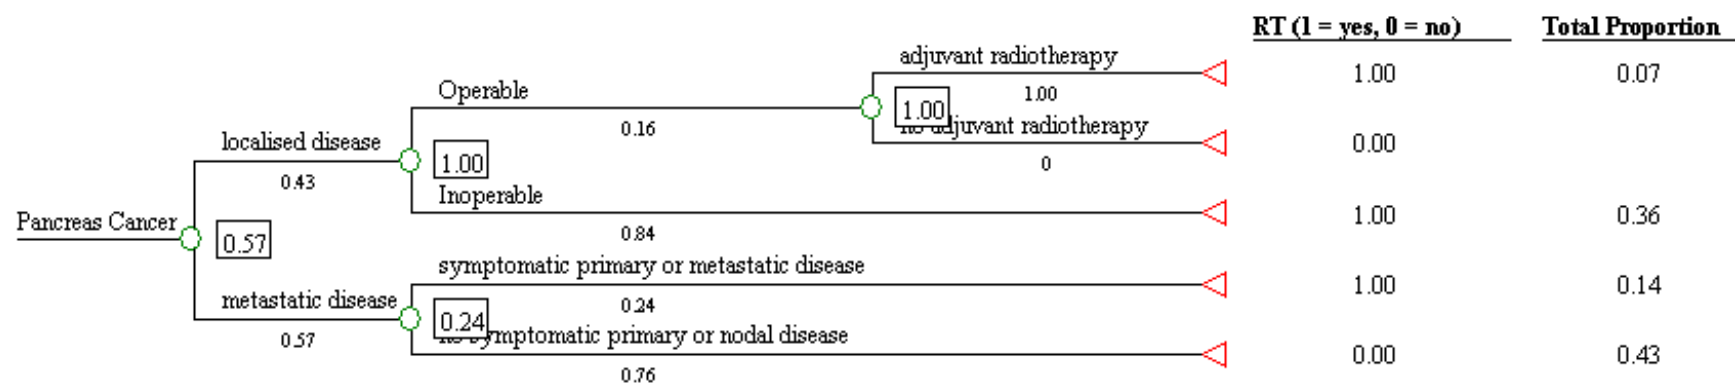 RT (1 = yes, 0 = no) Total Proportion
adjuvant radiotherapy
1.00 0.07
1.00
Operable
1.00
0.16
adjuvant radiotherapy
0.00
0
localised disease
0.43
1.00
Inoperable
1.00 0.36
0.84
Pancreas Cancer
0.57
symptomatic primary or metastatic disease
1.00 0.14
0.24
metastatic disease
0.57
0.24
symptomatic primary or nodal disease
0.00 0.43
0.76